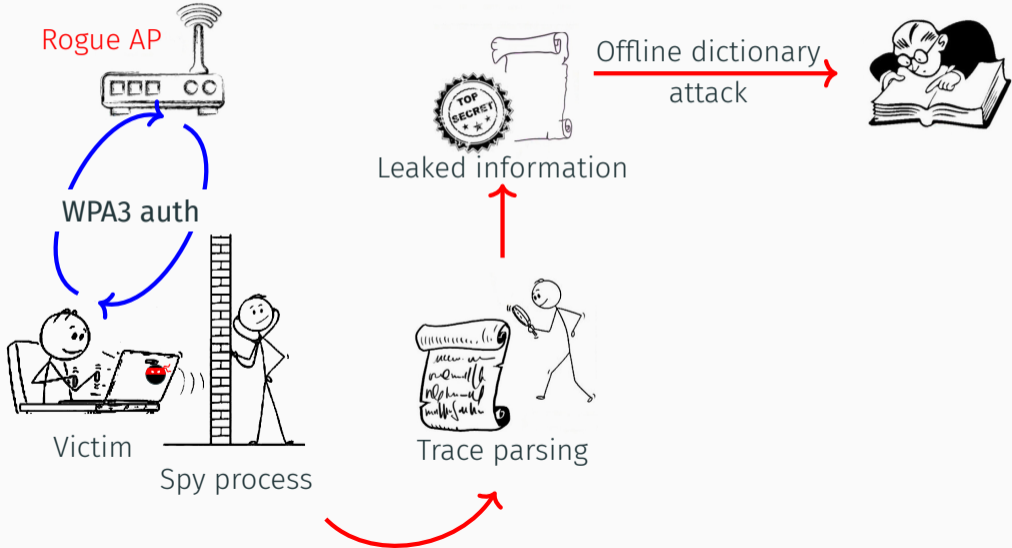 Rogue AP
WPA3 auth
Victim
Spy process
Trace parsing
TOP
SECRET
Leaked information
Offline dictionary
attack